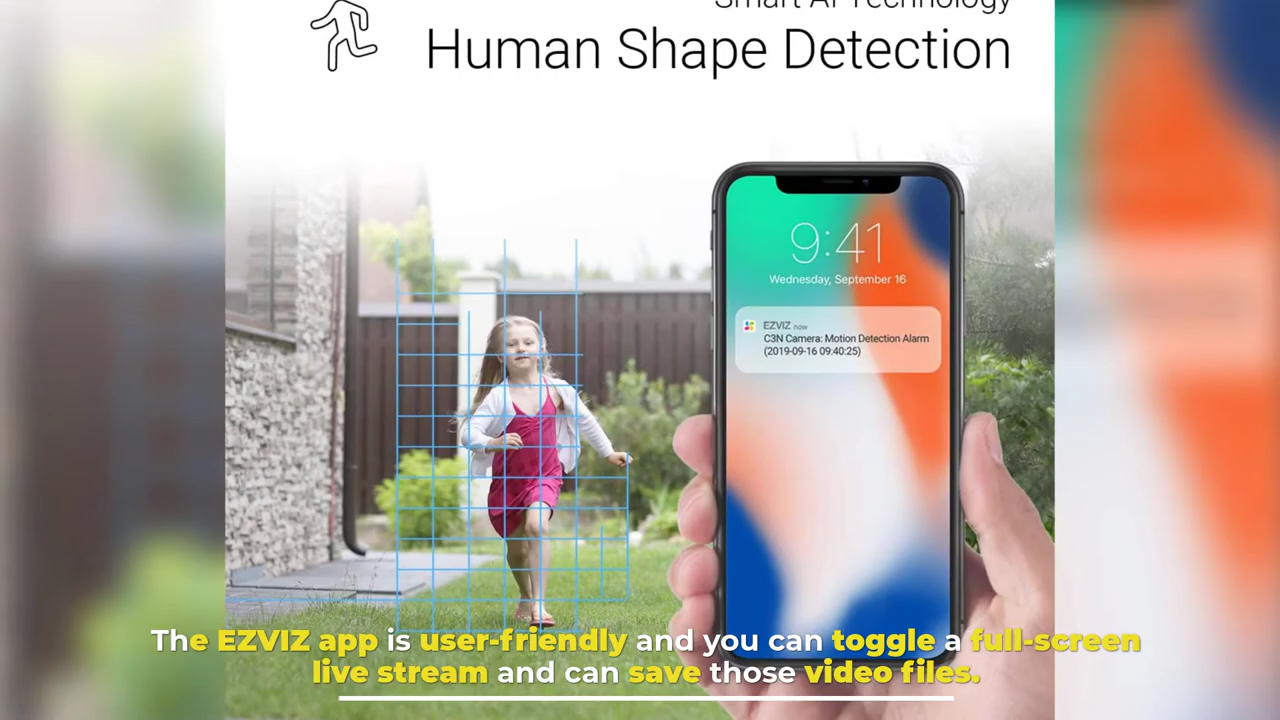 Smart AI Technology
Human Shape Detection
9:41
Wednesday, September 16
EZVIZ now
C3N Camera: Motion Detection Alarm
(2019-09-16 09:40:25)
The EZVIZ app is user-friendly and you can toggle a full-screen
live stream and can save those video files.